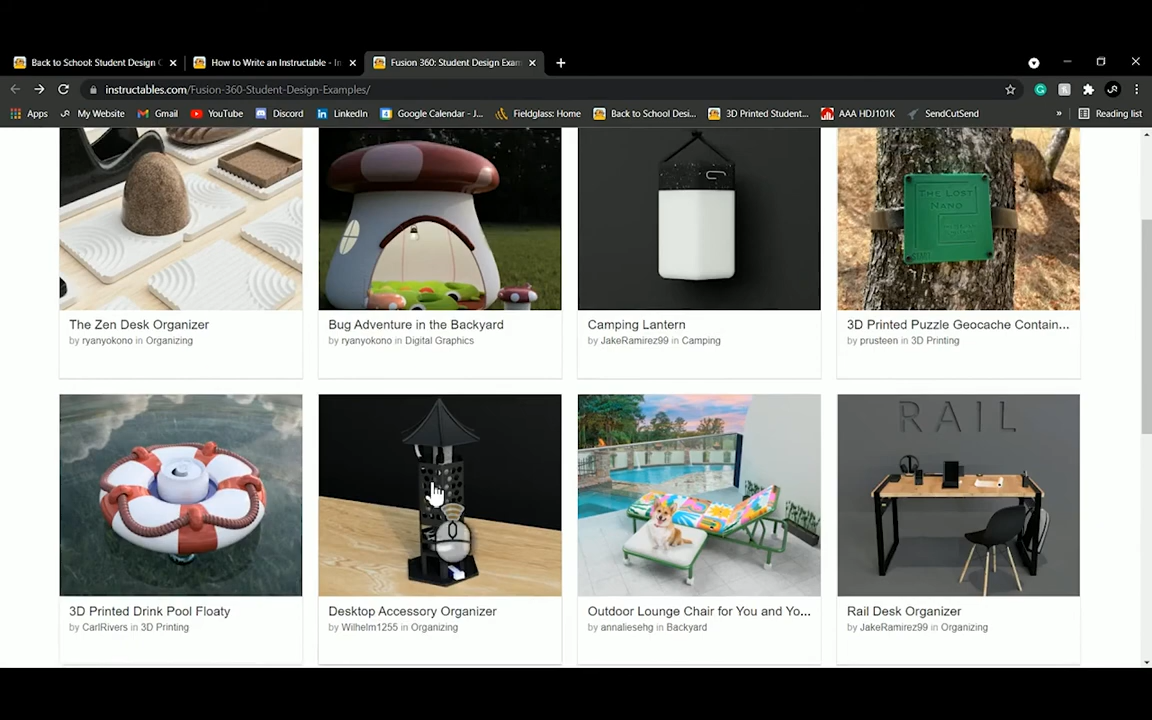 Back to School: Student Design C
How to Write an Instructable - In
Fusion 360: Student Design Exam
instructables.com/Fusion-360-Student-Design-Examples/
Apps
My Website
Gmail
YouTube
Discord
LinkedIn
Google Calendar - J...
Fieldglass: Home
Back to School Desi...
3D Printed Student...
AAA HDJ101K
SendCutSend
»
Reading list
THE LOST
NANO
The Zen Desk Organizer
by ryanyokono in Organizing
Bug Adventure in the Backyard
by ryanyokono in Digital Graphics
Camping Lantern
by JakeRamirez99 in Camping
3D Printed Puzzle Geocache Contain...
by prusteen in 3D Printing
RAIL
3D Printed Drink Pool Floaty
by CarlRivers in 3D Printing
Desktop Accessory Organizer
by Wilhelm1255 in Organizing
Outdoor Lounge Chair for You and Yo...
by annaliesehg in Backyard
Rail Desk Organizer
by JakeRamirez99 in Organizing